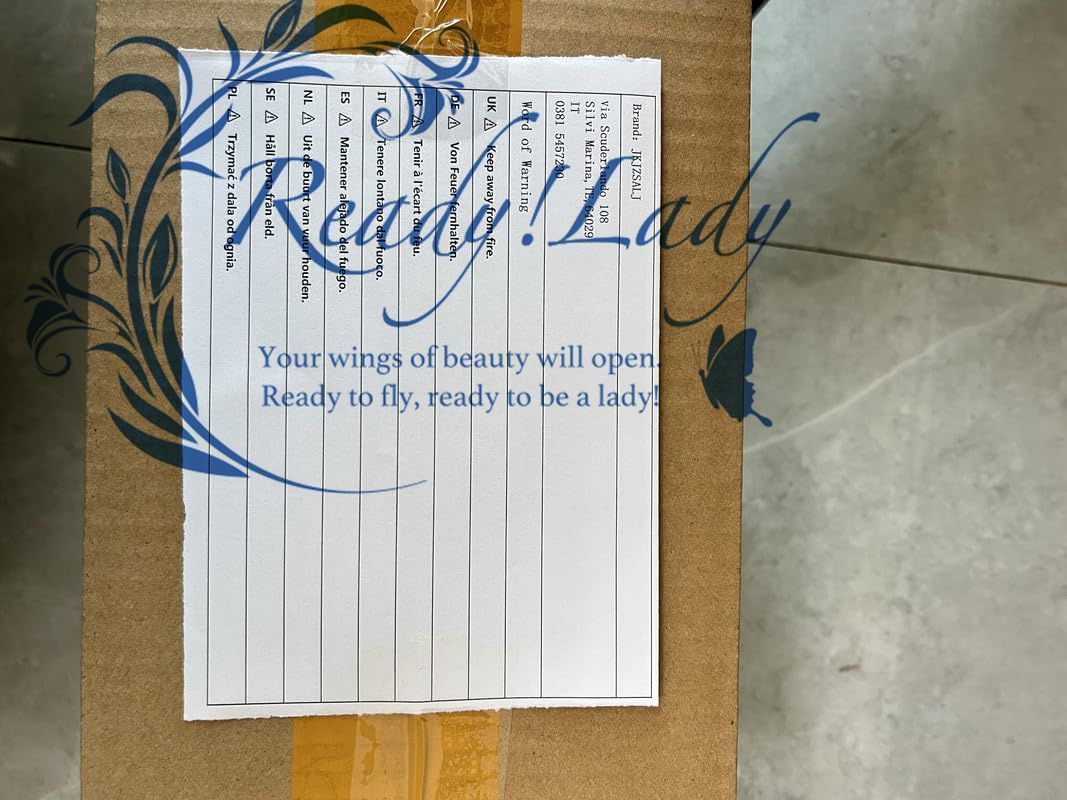 Brand: JKJZSALJ
Via Scuderlando 108
Silvi Marina, TE, 64029
IT
0381 5457230
Word of Warning
UK ⚠ Keep away from fire.
DE ⚠ Von Feuer fernhalten.
FR ⚠ Tenir à l'écart du feu.
IT ⚠ Tenere lontano dal fuoco.
ES ⚠ Mantener alejado del fuego.
NL ⚠ Uit de buurt van vuur houden.
SE ⚠ Håll borta från eld.
PL ⚠ Trzymać z dala od ognia.
Ready! Lady
Your wings of beauty will open.
Ready to fly, ready to be a lady!